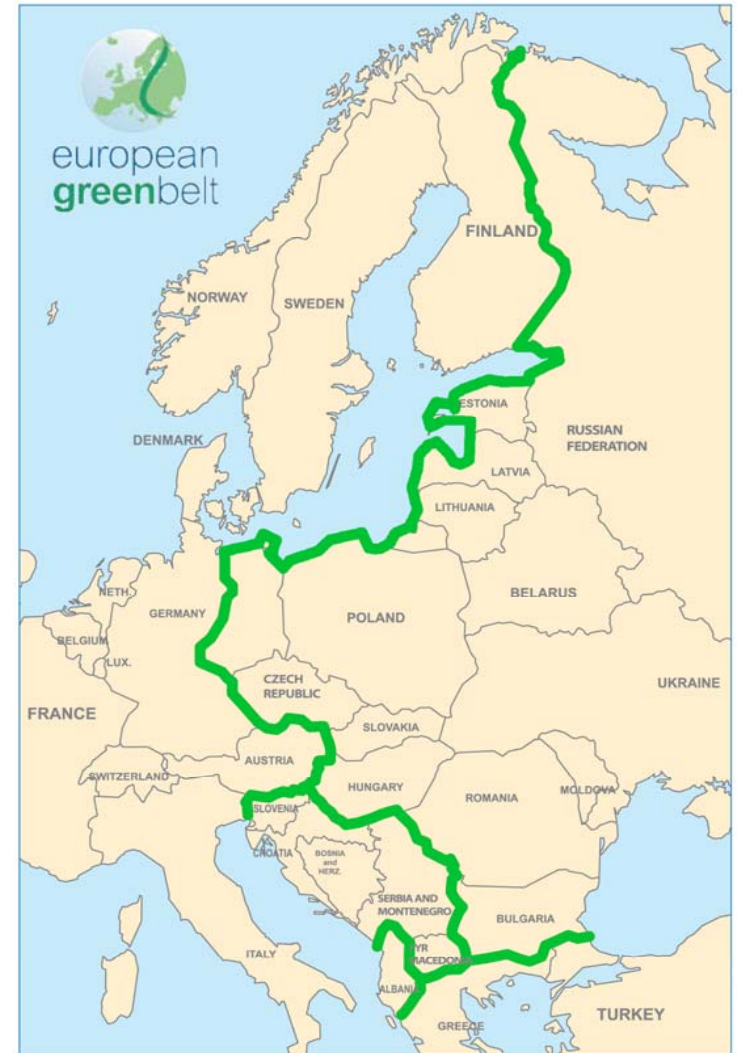 european
greenbelt
FINLAND
NORWAY
SWEDEN
ESTONIA
RUSSIAN
FEDERATION
DENMARK
LATVIA
LITHUANIA
NETH.
BELARUS
GERMANY
POLAND
BELGIUM
LUX.
CZECH
REPUBLIC
UKRAINE
FRANCE
SLOVAKIA
AUSTRIA
SWITZERLAND
HUNGARY
MOLDOVA
ROMANIA
SLOVENIA
CROATIA
BOSNIA
and
HERZ.
SERBIA AND
MONTENEGRO
BULGARIA
FYR
MACEDONIA
ITALY
ALBANIA
TURKEY
GREECE